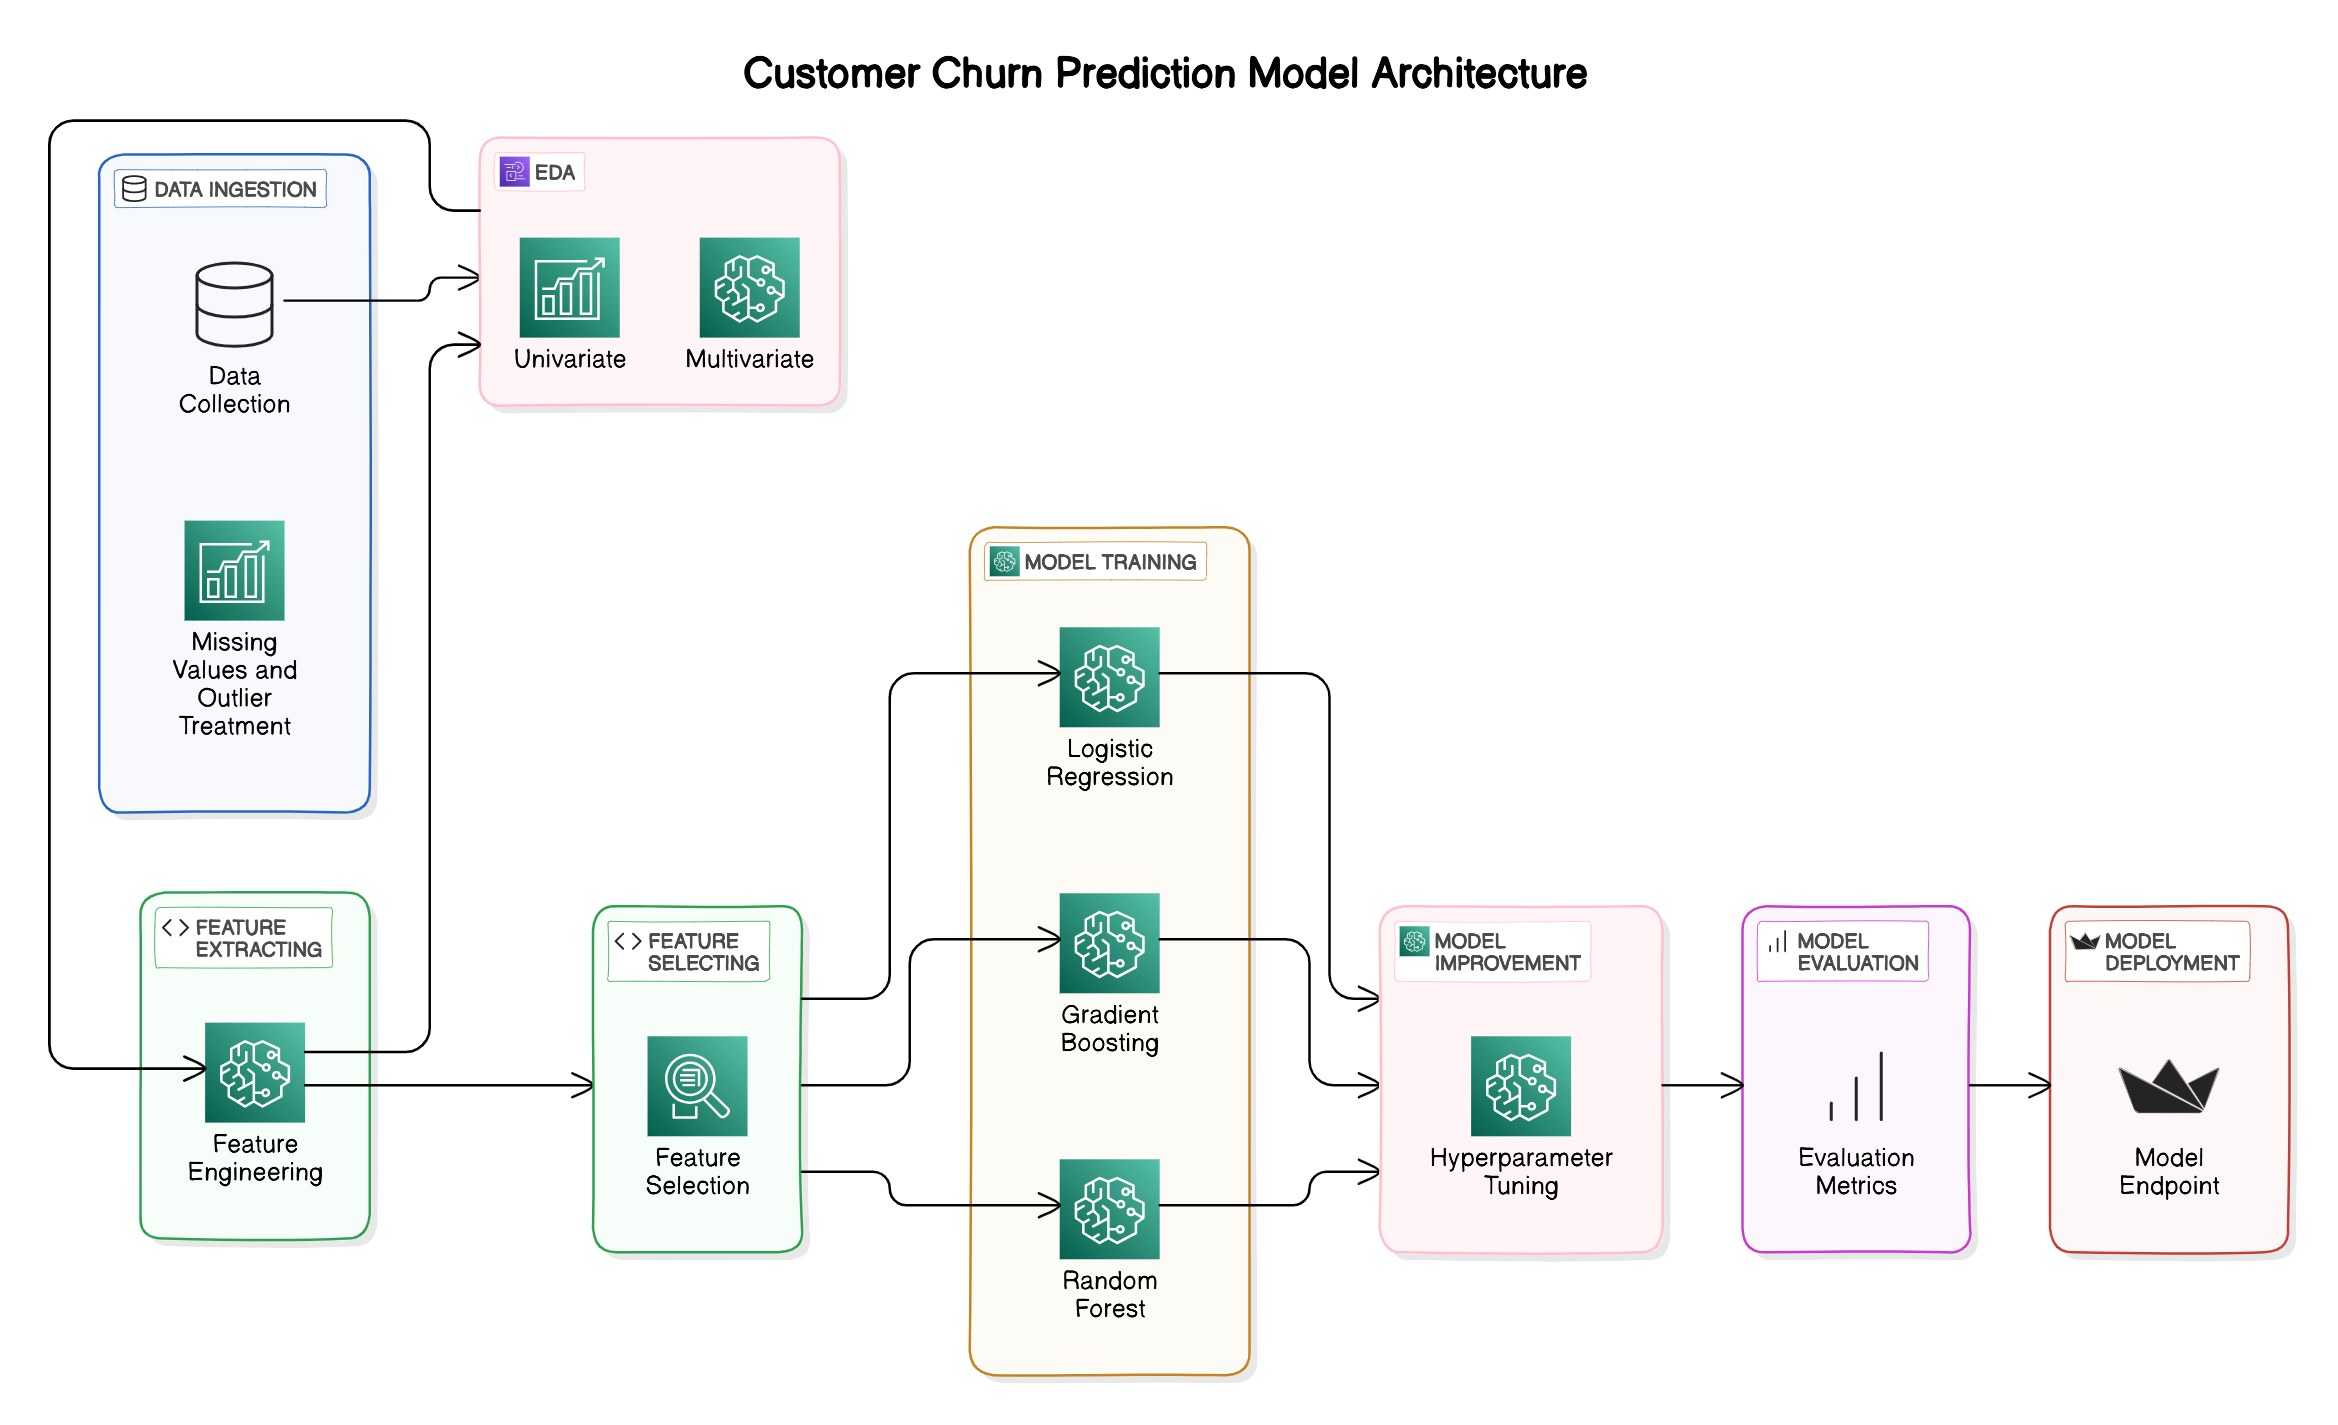 Customer Churn Prediction Model Architecture
DATA INGESTION
Data
Collection
Missing
Values and
Outlier
Treatment
EDA
Univariate
Multivariate
FEATURE
EXTRACTING
Feature
Engineering
FEATURE
SELECTING
Feature
Selection
MODEL TRAINING
Logistic
Regression
Gradient
Boosting
Random
Forest
MODEL
IMPROVEMENT
Hyperparameter
Tuning
MODEL
EVALUATION
Evaluation
Metrics
MODEL
DEPLOYMENT
Model
Endpoint